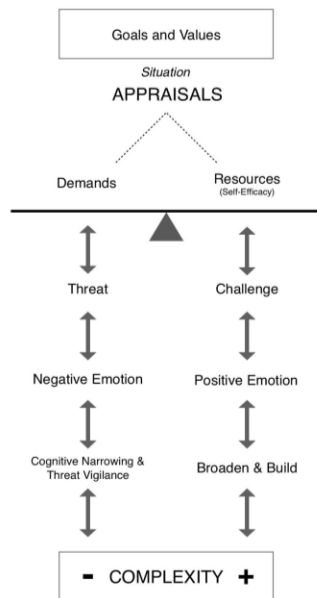 Goals and Values
Situation
APPRAISALS
Demands
Resources
(Self-Efficacy)
Threat
Challenge
Negative Emotion
Positive Emotion
Cognitive Narrowing &
Threat Vigilance
Broaden & Build
- COMPLEXITY +